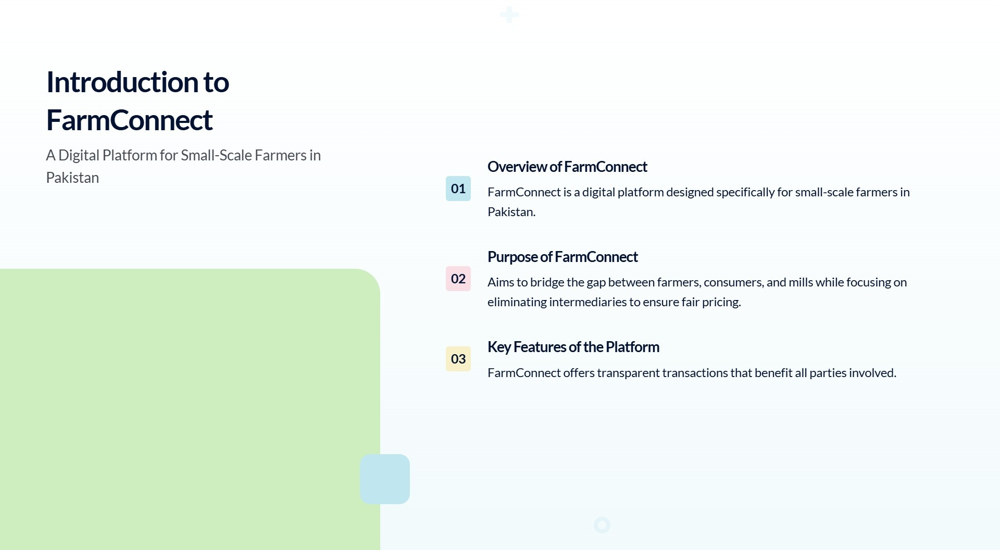 Introduction to
FarmConnect
A Digital Platform for Small-Scale Farmers in
Pakistan
01
Overview of FarmConnect
FarmConnect is a digital platform designed specifically for small-scale farmers in
Pakistan.
02
Purpose of FarmConnect
Aims to bridge the gap between farmers, consumers, and mills while focusing on
eliminating intermediaries to ensure fair pricing.
03
Key Features of the Platform
FarmConnect offers transparent transactions that benefit all parties involved.